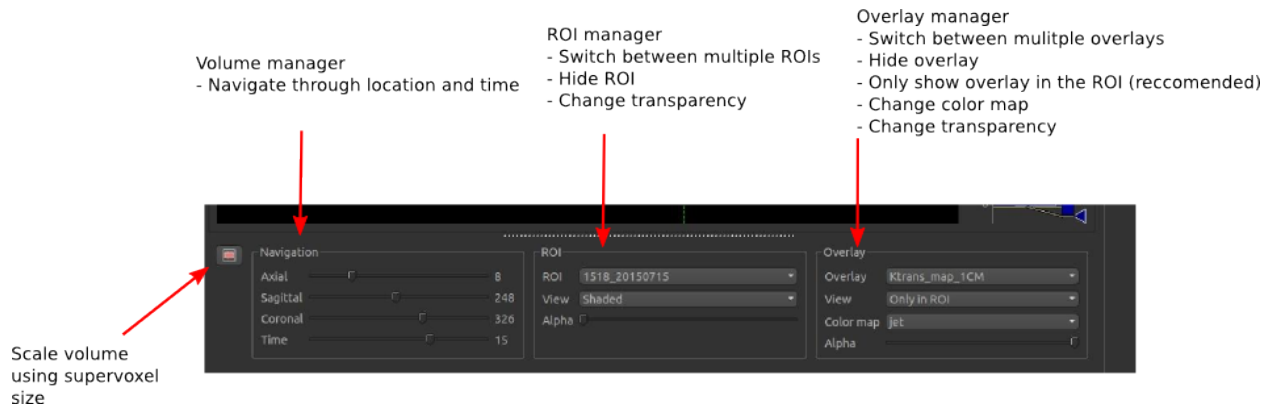 Volume manager
- Navigate through location and time
ROI manager
- Switch between multiple ROIs
- Hide ROI
- Change transparency
Overlay manager
- Switch between mulitple overlays
- Hide overlay
- Only show overlay in the ROI (reccomended)
- Change color map
- Change transparency
Scale volume
using supervoxel
size
Navigation
Axial 8
Sagittal 248
Coronal 326
Time 15
ROI
ROI 1518_20150715
View Shaded
Alpha
Overlay
Overlay Ktrans_map_1CM
View Only in ROI
Color map jet
Alpha